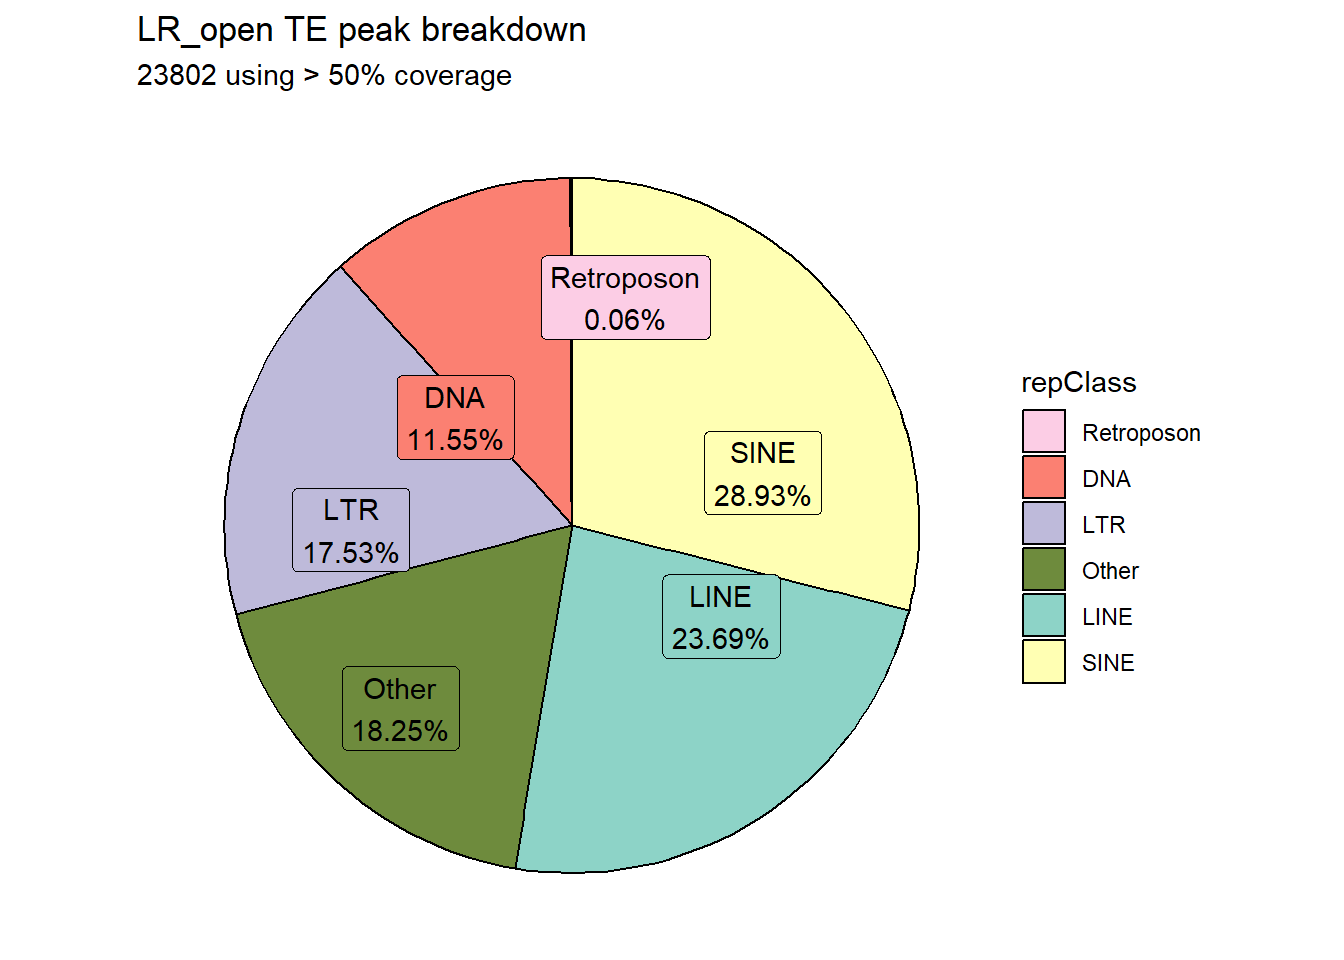 LR_open TE peak breakdown
23802 using > 50% coverage
Retroposon
0.06%
DNA
11.55%
SINE
28.93%
LTR
17.53%
LINE
23.69%
Other
18.25%
repClass
Retroposon
DNA
LTR
Other
LINE
SINE